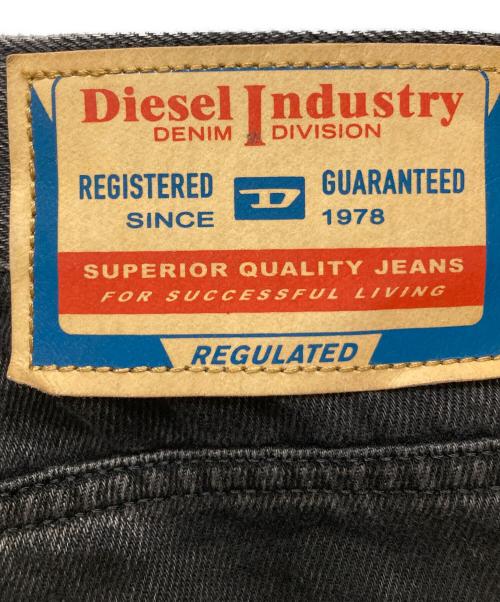 Diesel Industry
DENIM DIVISION
REGISTERED D GUARANTEED
SINCE 1978
SUPERIOR QUALITY JEANS
FOR SUCCESSFUL LIVING
REGULATED